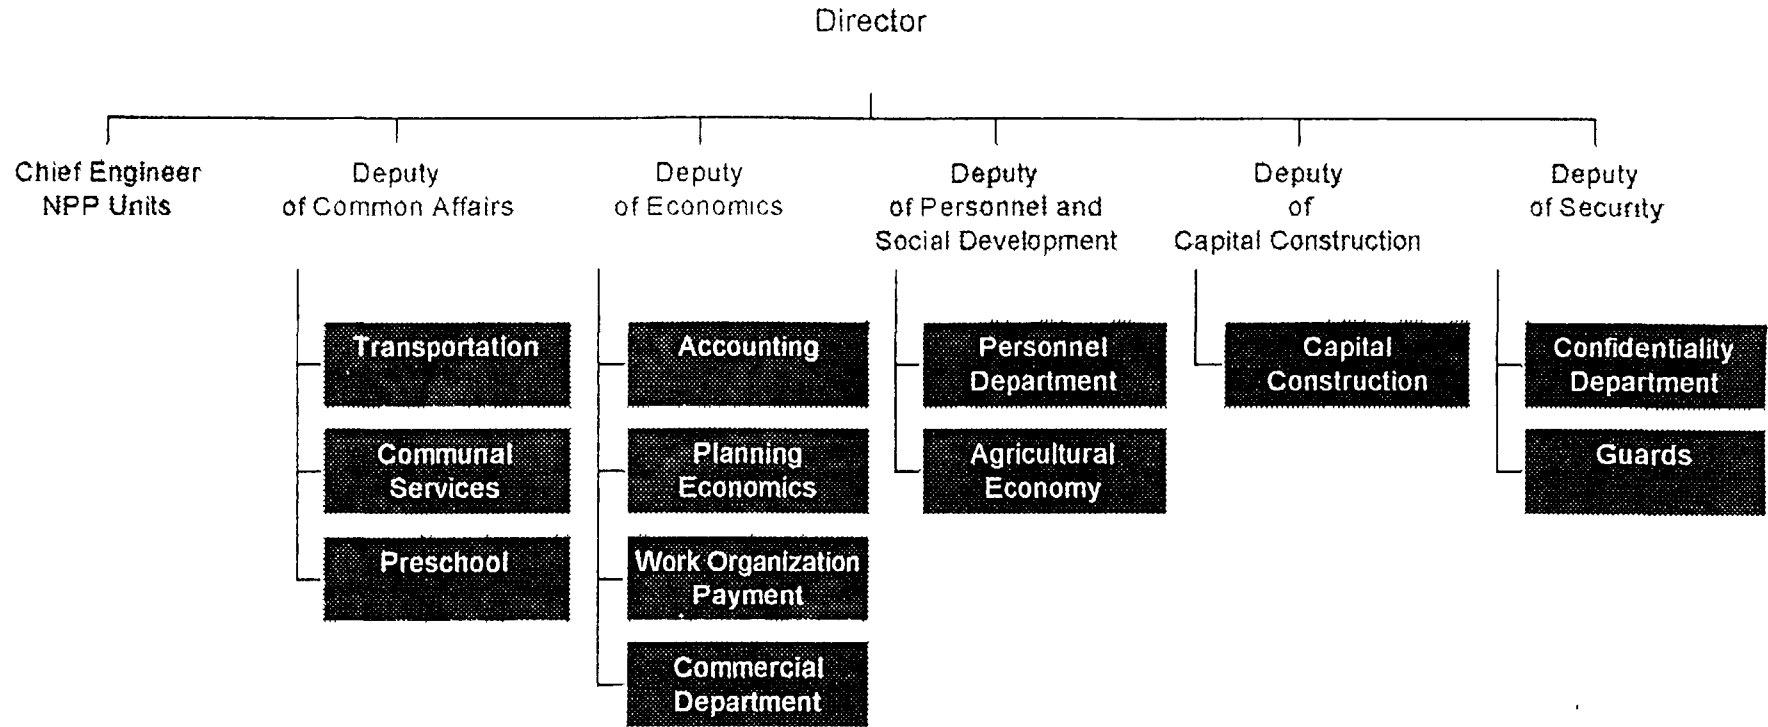 Director
Chief Engineer
NPP Units
Deputy
of Common Affairs
Deputy
of Economics
Deputy
of Personnel and
Social Development
Deputy
of
Capital Construction
Deputy
of Security
Transportation
Communal
Services
Preschool
Accounting
Planning
Economics
Work Organization
Payment
Commercial
Department
Personnel
Department
Agricultural
Economy
Capital
Construction
Confidentiality
Department
Guards